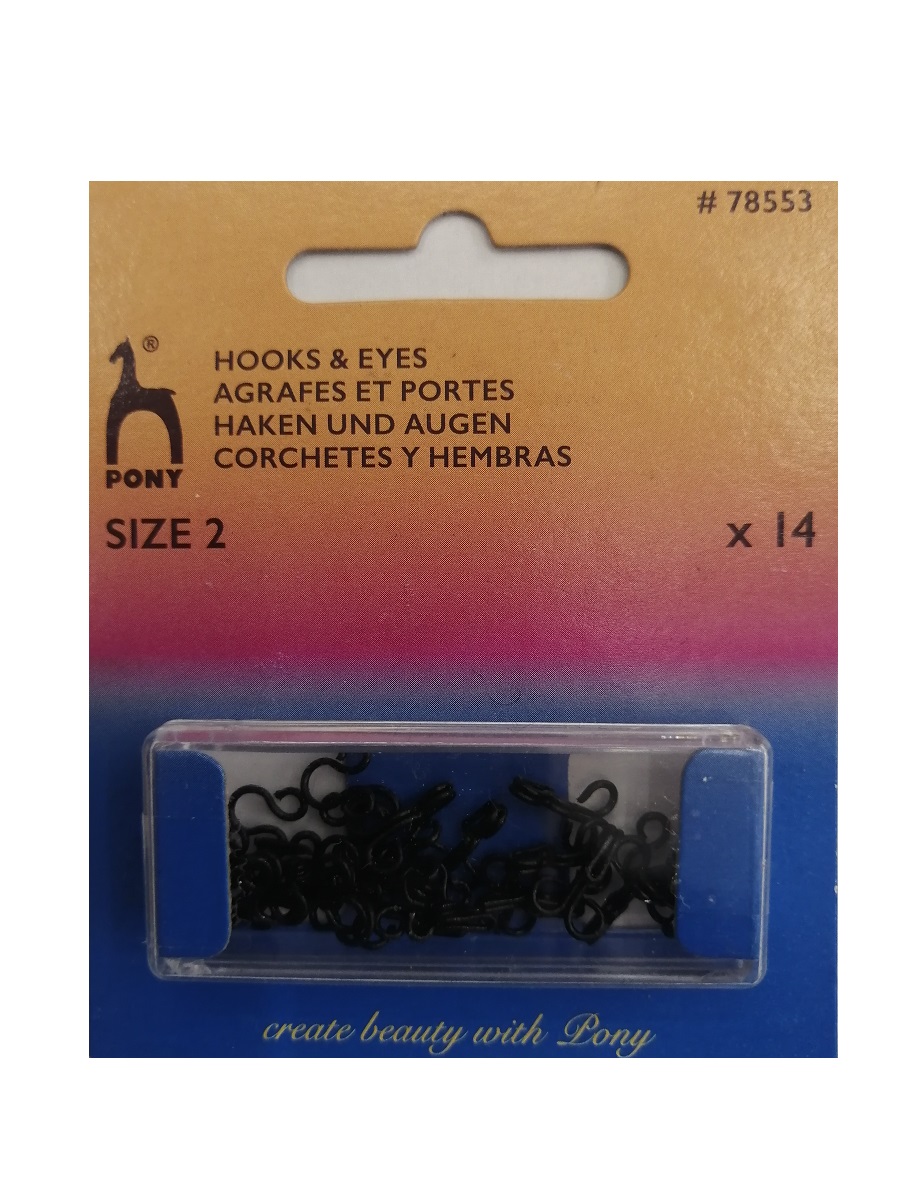 # 78553
®
HOOKS & EYES
AGRAFES ET PORTES
HAKEN UND AUGEN
CORCHETES Y HEMBRAS
PONY
SIZE 2
x 14
create beauty with Pony